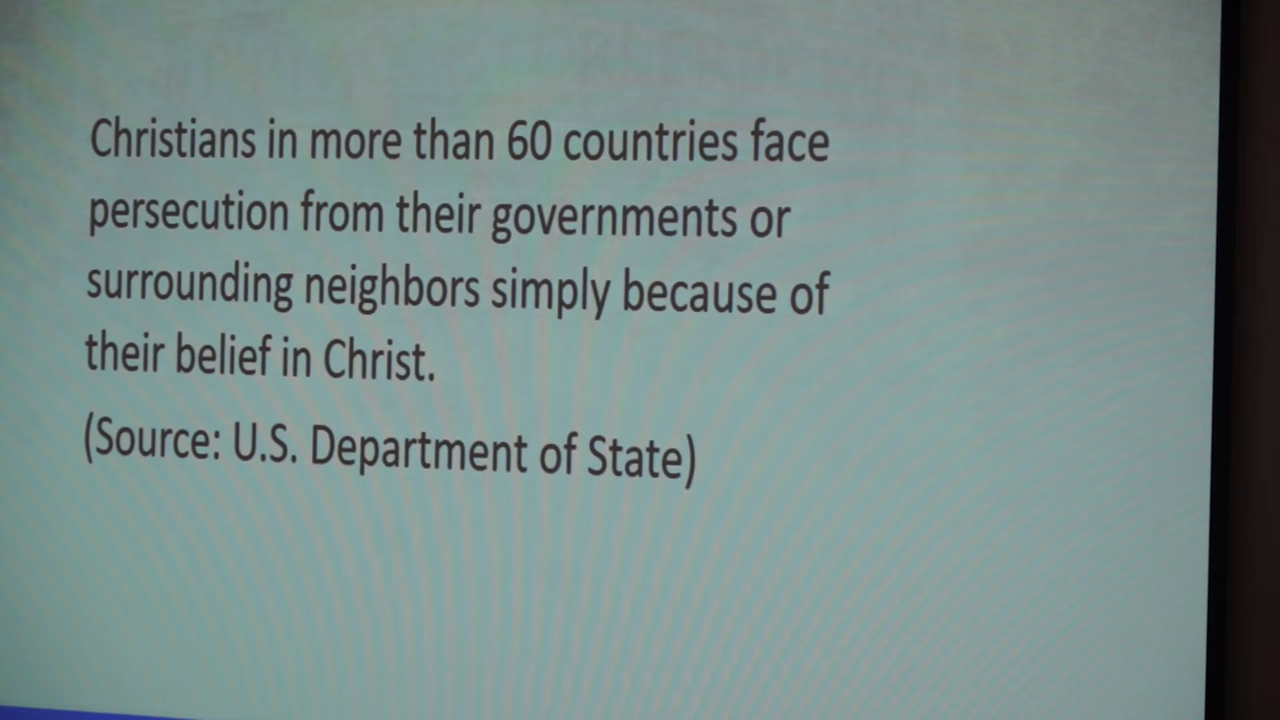 Christians in more than 60 countries face
persecution from their governments or
surrounding neighbors simply because of
their belief in Christ.
(Source: U.S. Department of State)